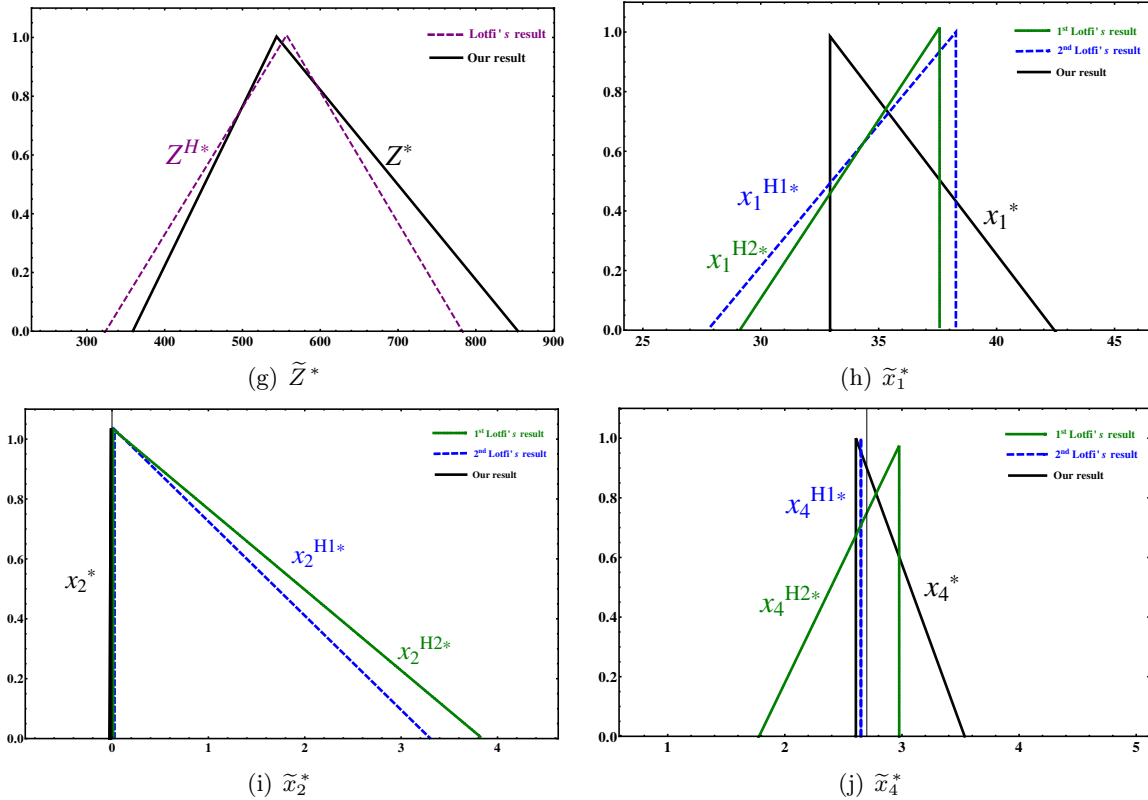 1.0
0.8
0.6
0.4
0.2
0.0
300 400 500 600 700 800 900
Lotfi's result
Our result
Z^{H*}
Z^*
(g) \widetilde{Z}^*
1.0
0.8
0.6
0.4
0.2
0.0
25 30 35 40 45
1st Lotfi's result
2nd Lotfi's result
Our result
x_1^{H1*}
x_1^{H2*}
x_1^*
(h) \widetilde{x}_1^*
1.0
0.8
0.6
0.4
0.2
0.0
0 1 2 3 4
1st Lotfi's result
2nd Lotfi's result
Our result
x_2^*
x_2^{H1*}
x_2^{H2*}
(i) \widetilde{x}_2^*
1.0
0.8
0.6
0.4
0.2
0.0
1 2 3 4 5
1st Lotfi's result
2nd Lotfi's result
Our result
x_4^{H1*}
x_4^{H2*}
x_4^*
(j) \widetilde{x}_4^*